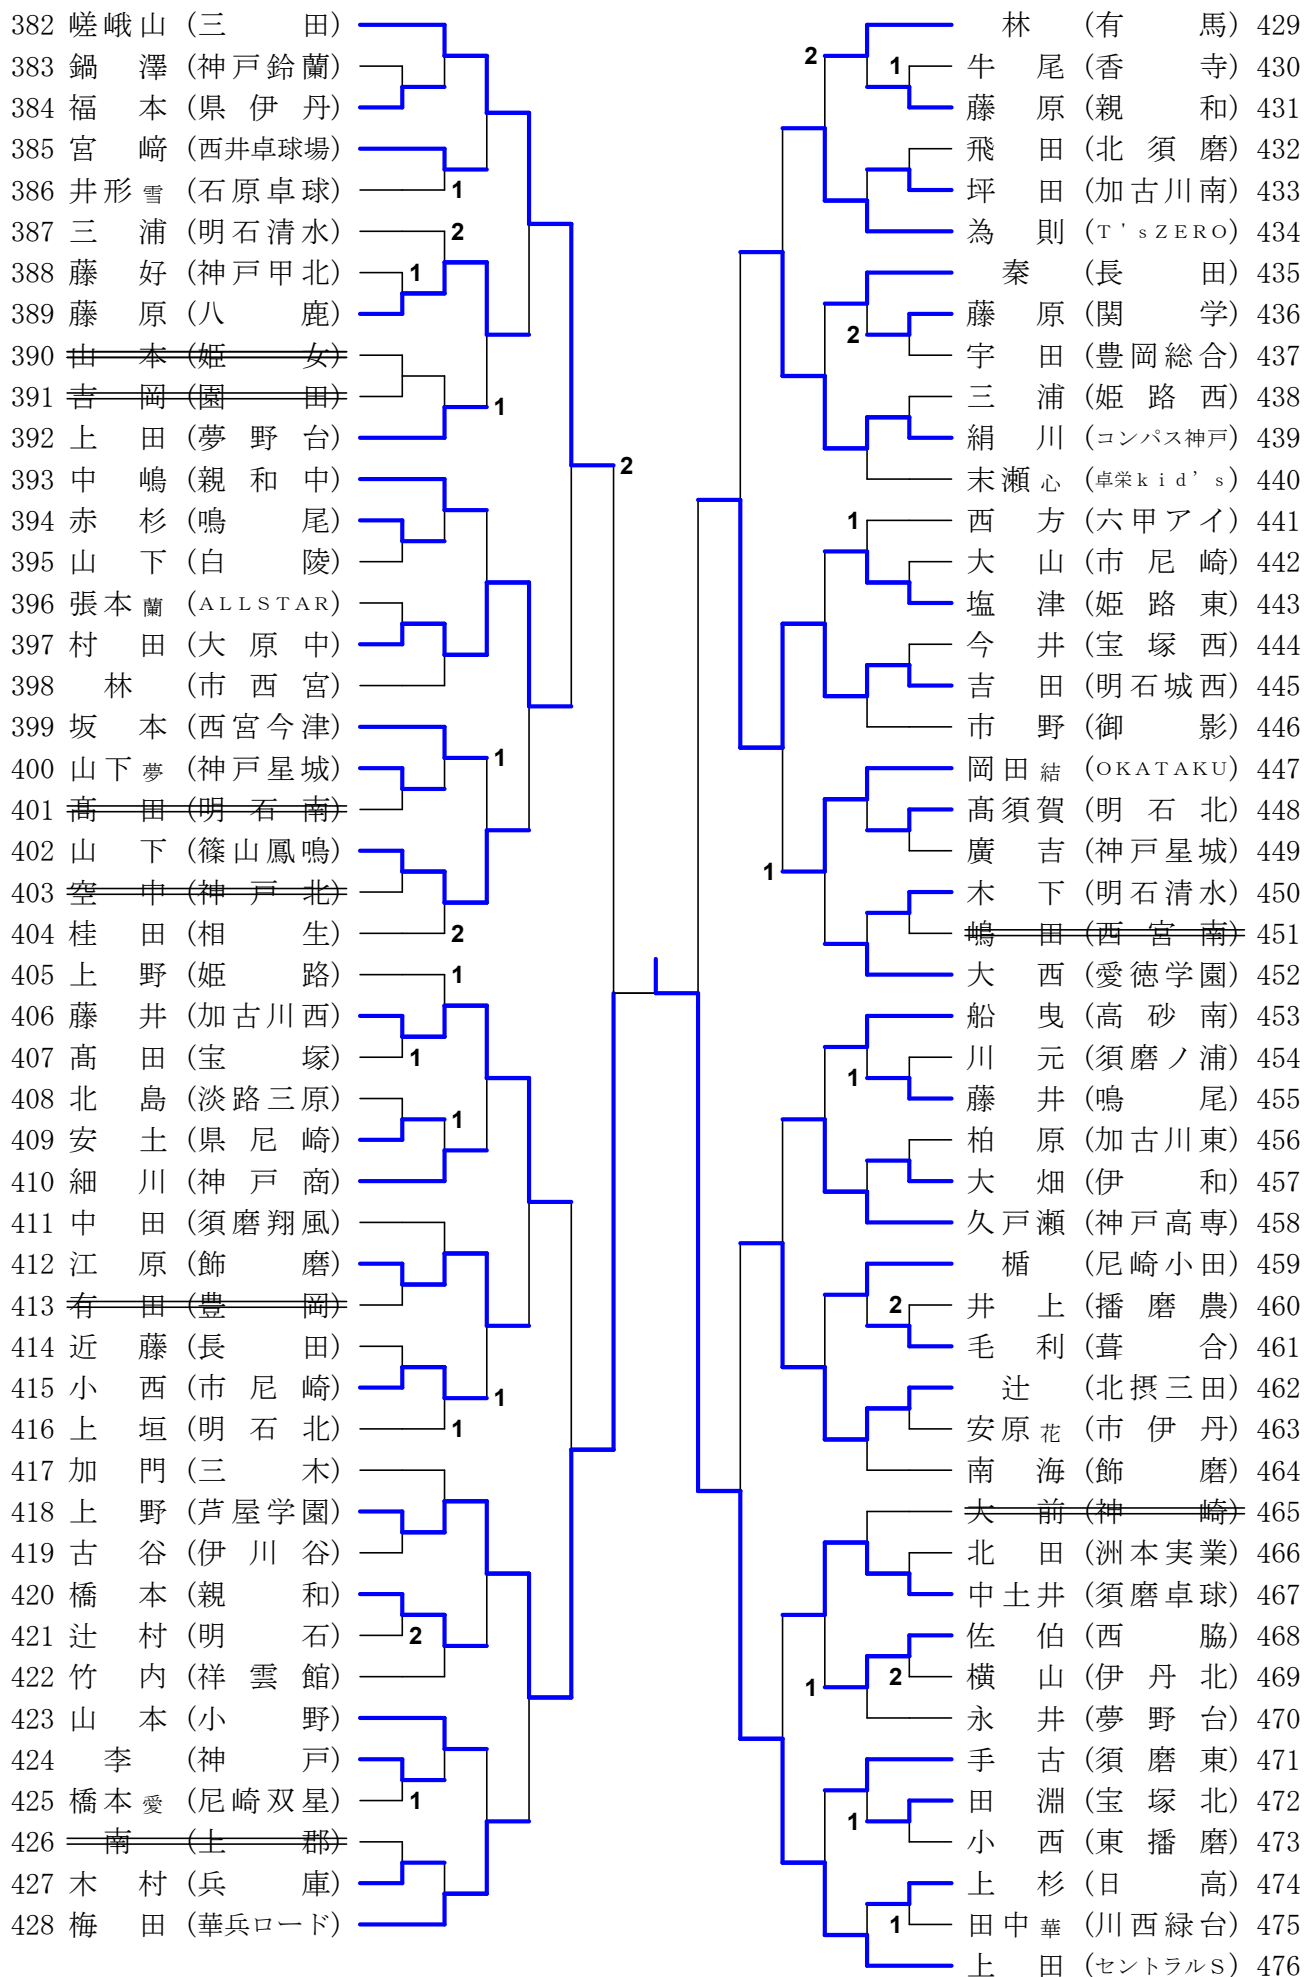 382 嵯峨山 (三田)
383 鍋澤 (神戸鈴蘭)
384 福本 (県伊丹)
385 宮﨑 (西井卓球場)
386 井形雪 (石原卓球) 1
387 三浦 (明石清水) 2
388 藤好 (神戸甲北) 1
389 藤原 (八鹿)
390 山本 (姫女)
391 吉岡 (園田) 1
392 上田 (夢野台)
393 中嶋 (親和中) 2
394 赤杉 (鳴尾)
395 山下 (白陵)
396 張本蘭 (ALLSTAR)
397 村田 (大原中)
398 林 (市西宮)
399 坂本 (西宮今津) 1
400 山下夢 (神戸星城)
401 髙田 (明石南)
402 山下 (篠山鳳鳴)
403 空中 (神戸北)
404 桂田 (相生) 2
405 上野 (姫路) 1
406 藤井 (加古川西)
407 髙田 (宝塚) 1
408 北島 (淡路三原) 1
409 安土 (県尼崎)
410 細川 (神戸商)
411 中田 (須磨翔風)
412 江原 (飾磨)
413 有田 (豊岡)
414 近藤 (長田)
415 小西 (市尼崎) 1
416 上垣 (明石北) 1
417 加門 (三木)
418 上野 (芦屋学園)
419 古谷 (伊川谷)
420 橋本 (親和)
421 辻村 (明石) 2
422 竹内 (祥雲館)
423 山本 (小野)
424 李 (神戸)
425 橋本愛 (尼崎双星) 1
426 南 (上郡)
427 木村 (兵庫)
428 梅田 (華兵ロード)
林 (有馬) 429
2 1 牛尾 (香寺) 430
藤原 (親和) 431
飛田 (北須磨) 432
坪田 (加古川南) 433
為則 (T'sZERO) 434
秦 (長田) 435
2 藤原 (関学) 436
宇田 (豊岡総合) 437
三浦 (姫路西) 438
絹川 (コンパス神戸) 439
末瀬心 (卓栄kid's) 440
1 西方 (六甲アイ) 441
大山 (市尼崎) 442
塩津 (姫路東) 443
今井 (宝塚西) 444
吉田 (明石城西) 445
市野 (御影) 446
岡田結 (OKATAKU) 447
髙須賀 (明石北) 448
廣吉 (神戸星城) 449
1 木下 (明石清水) 450
嶋田 (西宮南) 451
大西 (愛徳学園) 452
船曳 (高砂南) 453
1 川元 (須磨ノ浦) 454
藤井 (鳴尾) 455
柏原 (加古川東) 456
大畑 (伊和) 457
久戸瀬 (神戸高専) 458
楯 (尼崎小田) 459
2 井上 (播磨農) 460
毛利 (葺合) 461
辻 (北摂三田) 462
安原花 (市伊丹) 463
南海 (飾磨) 464
大前 (神崎) 465
北田 (洲本実業) 466
中土井 (須磨卓球) 467
佐伯 (西脇) 468
1 2 横山 (伊丹北) 469
永井 (夢野台) 470
手古 (須磨東) 471
1 田淵 (宝塚北) 472
小西 (東播磨) 473
上杉 (日高) 474
1 田中華 (川西緑台) 475
上田 (セントラルS) 476